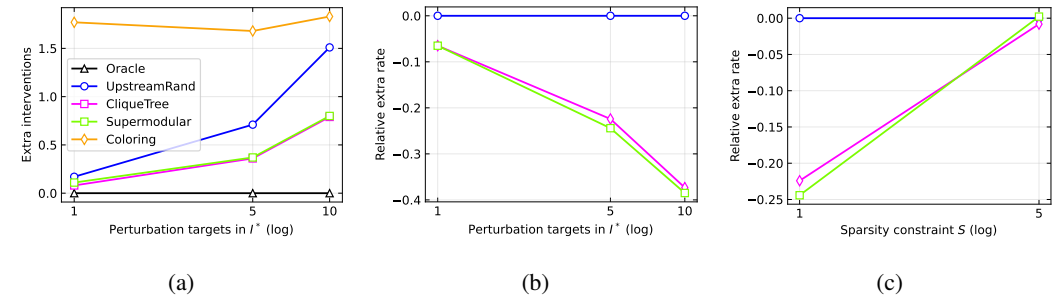 Extra interventions
1.5
1.0
0.5
0.0
Oracle
UpstreamRand
CliqueTree
Supermodular
Coloring
1
5
10
Perturbation targets in I* (log)
(a)
Relative extra rate
0.0
−0.1
−0.2
−0.3
−0.4
1
5
10
Perturbation targets in I* (log)
(b)
Relative extra rate
0.00
−0.05
−0.10
−0.15
−0.20
−0.25
1
5
Sparsity constraint S (log)
(c)